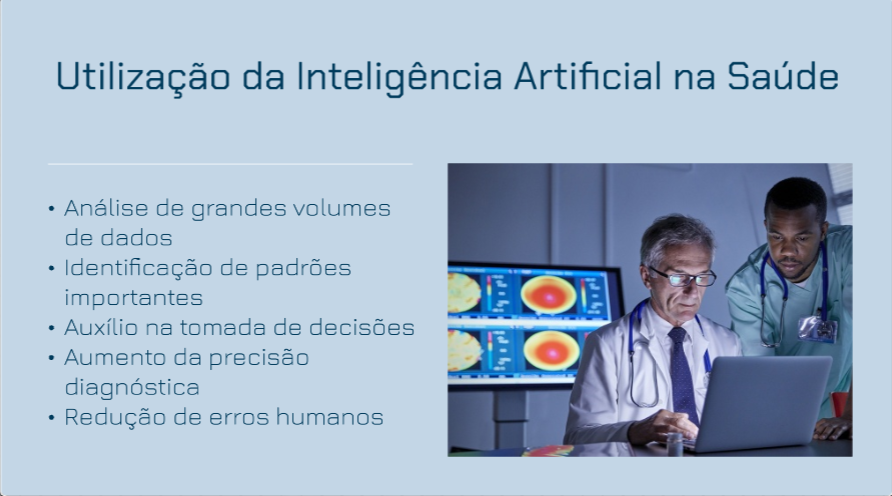 Utilização da Inteligência Artificial na Saúde
• Análise de grandes volumes
de dados
• Identificação de padrões
importantes
• Auxílio na tomada de decisões
• Aumento da precisão
diagnóstica
• Redução de erros humanos